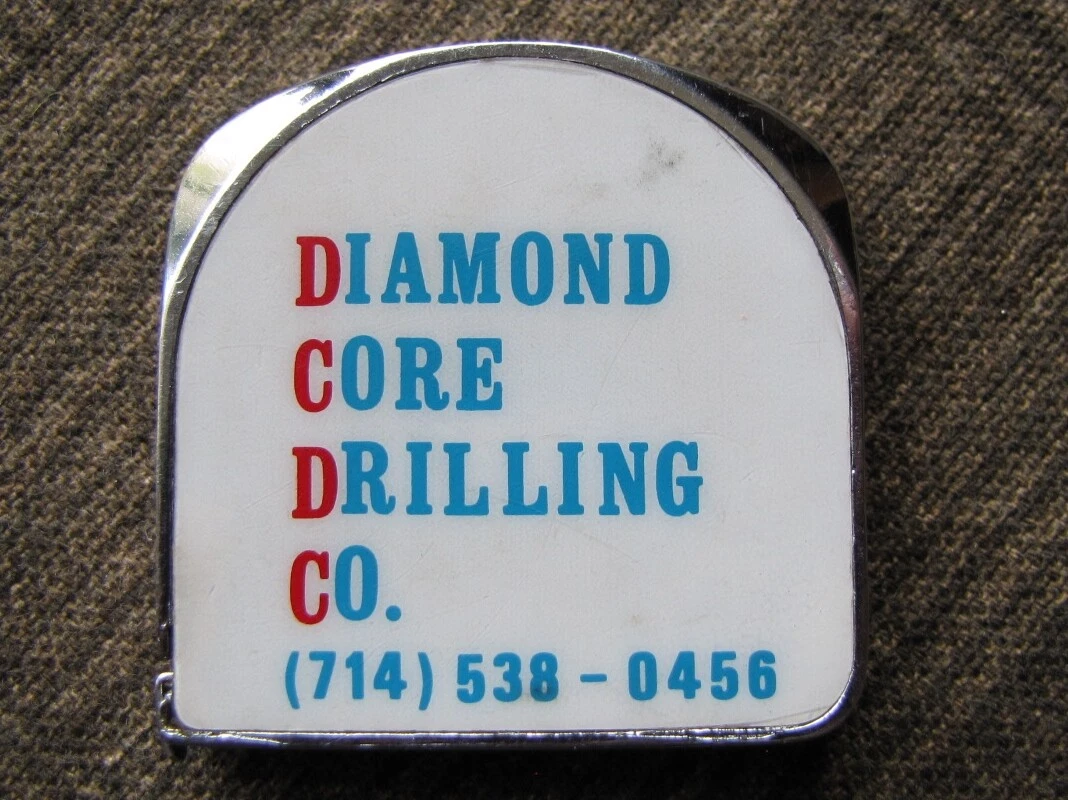 DIAMOND
CORE
DRILLING
CO.
(714) 538-0456